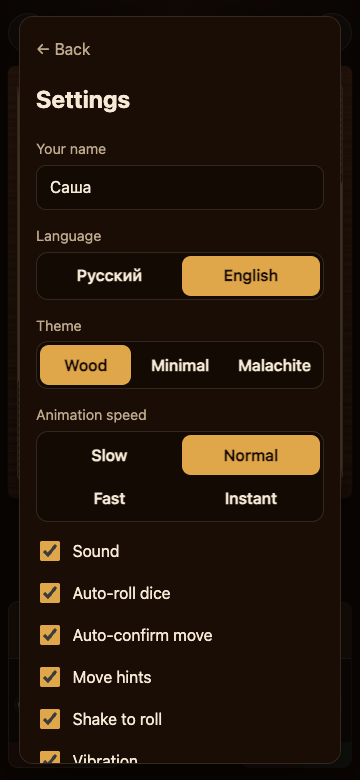 ← Back
Settings
Your name
Саша
Language
Русский English
Theme
Wood Minimal Malachite
Animation speed
Slow Normal
Fast Instant
Sound
Auto-roll dice
Auto-confirm move
Move hints
Shake to roll
Vibration